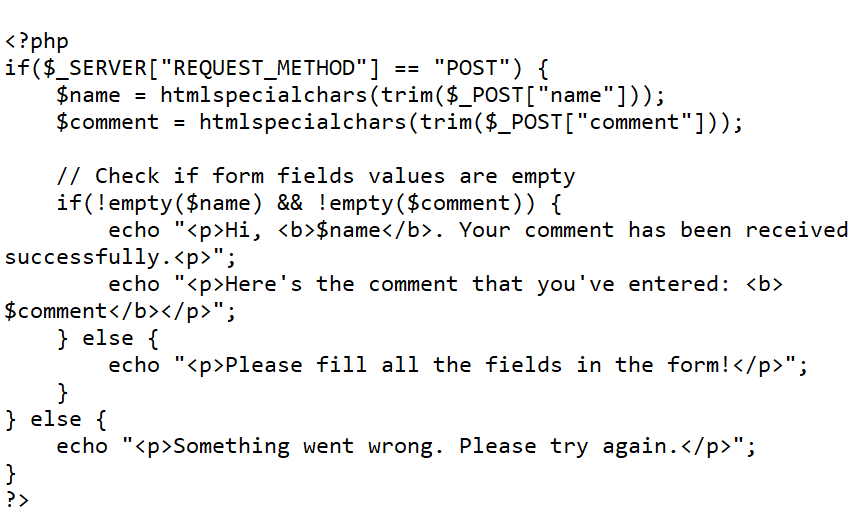 <?php
if($_SERVER["REQUEST_METHOD"] == "POST") {
    $name = htmlspecialchars(trim($_POST["name"]));
    $comment = htmlspecialchars(trim($_POST["comment"]));

    // Check if form fields values are empty
    if(!empty($name) && !empty($comment)) {
        echo "<p>Hi, <b>$name</b>. Your comment has been received
successfully.<p>";
        echo "<p>Here's the comment that you've entered: <b>
$comment</b></p>";
    } else {
        echo "<p>Please fill all the fields in the form!</p>";
    }
} else {
    echo "<p>Something went wrong. Please try again.</p>";
}
?>